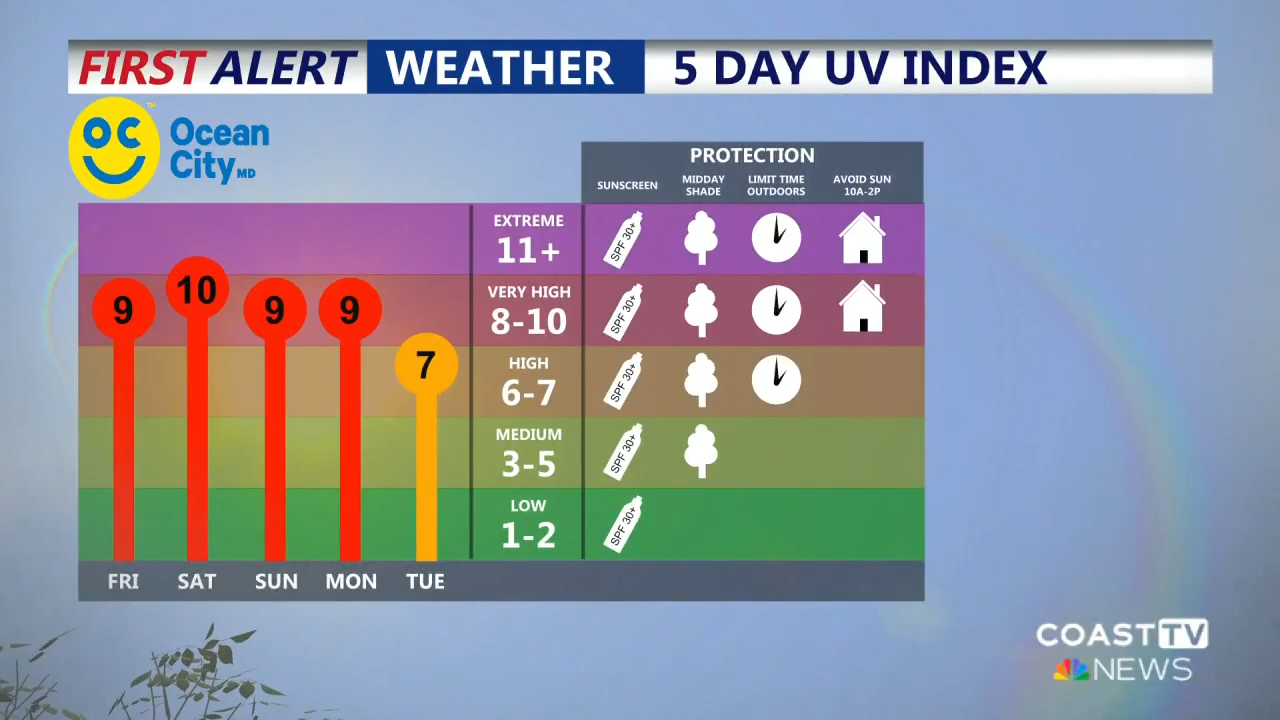 FIRST ALERT WEATHER 5 DAY UV INDEX
OC Ocean City MD
™
PROTECTION
SUNSCREEN MIDDAY SHADE LIMIT TIME OUTDOORS AVOID SUN 10A-2P
EXTREME
11+
SPF 30+
VERY HIGH
8-10
SPF 30+
HIGH
6-7
SPF 30+
MEDIUM
3-5
SPF 30+
LOW
1-2
SPF 30+
9 10 9 9 7
FRI SAT SUN MON TUE
COAST TV
NEWS